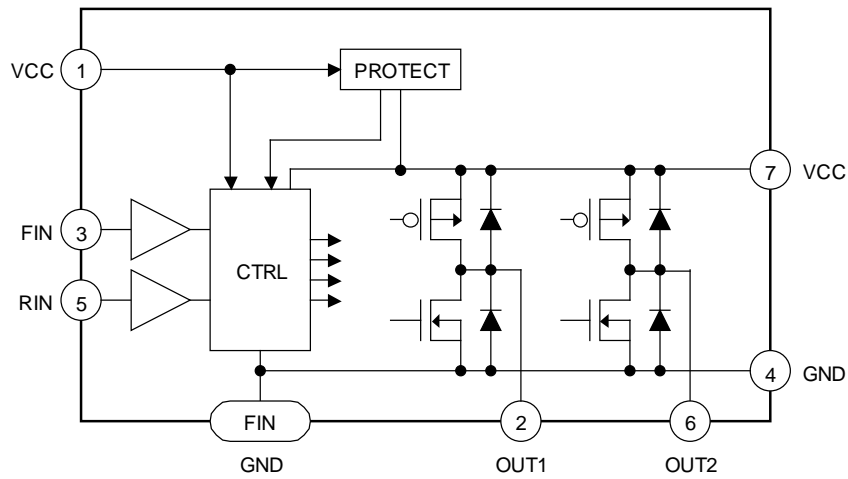 VCC 1
PROTECT
7 VCC
FIN 3
CTRL
RIN 5
4 GND
FIN
2
6
GND
OUT1
OUT2